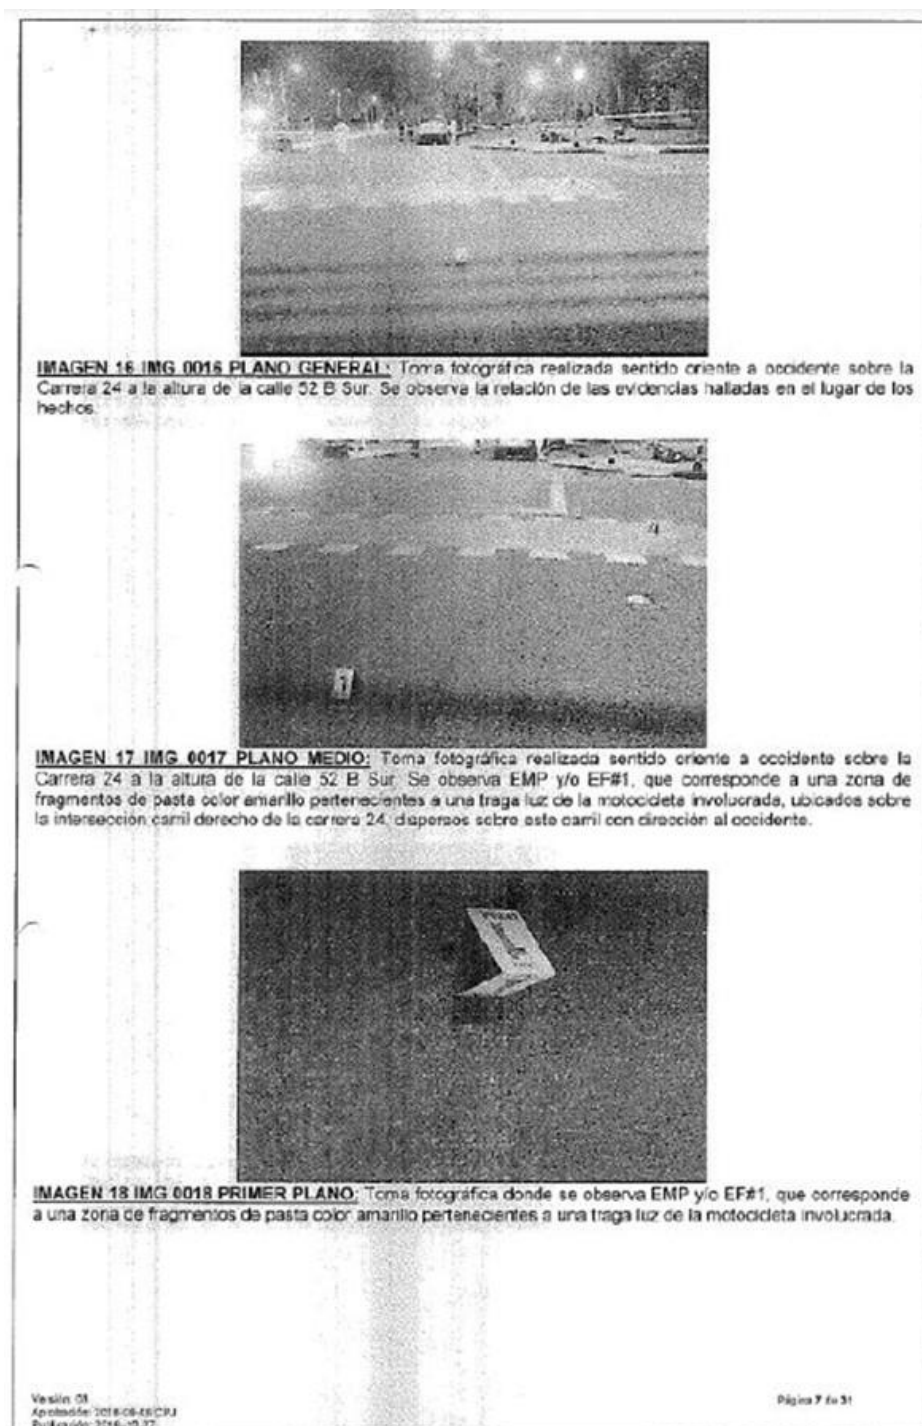 1
IMAGEN 16 IMG 0016 PLANO GENERAL: Toma fotográfica realizada sentido oriente a occidente sobre la
Carrera 24 a la altura de la calle 52 B Sur. Se observa la relación de las evidencias halladas en el lugar de los
hechos.
1
IMAGEN 17 IMG 0017 PLANO MEDIO: Toma fotográfica realizada sentido oriente a occidente sobre la
Carrera 24 a la altura de la calle 52 B Sur. Se observa EMP y/o EF#1, que corresponde a una zona de
fragmentos de pasta color amarillo pertenecientes a una traga luz de la motocicleta involucrada, ubicados sobre
la intersección carril derecho de la carrera 24, dispersos sobre este carril con dirección al occidente.
1
IMAGEN 18 IMG 0018 PRIMER PLANO: Toma fotográfica donde se observa EMP y/o EF#1, que corresponde
a una zona de fragmentos de pasta color amarillo pertenecientes a una traga luz de la motocicleta involucrada.
Versión: 03
Página 7 de 31